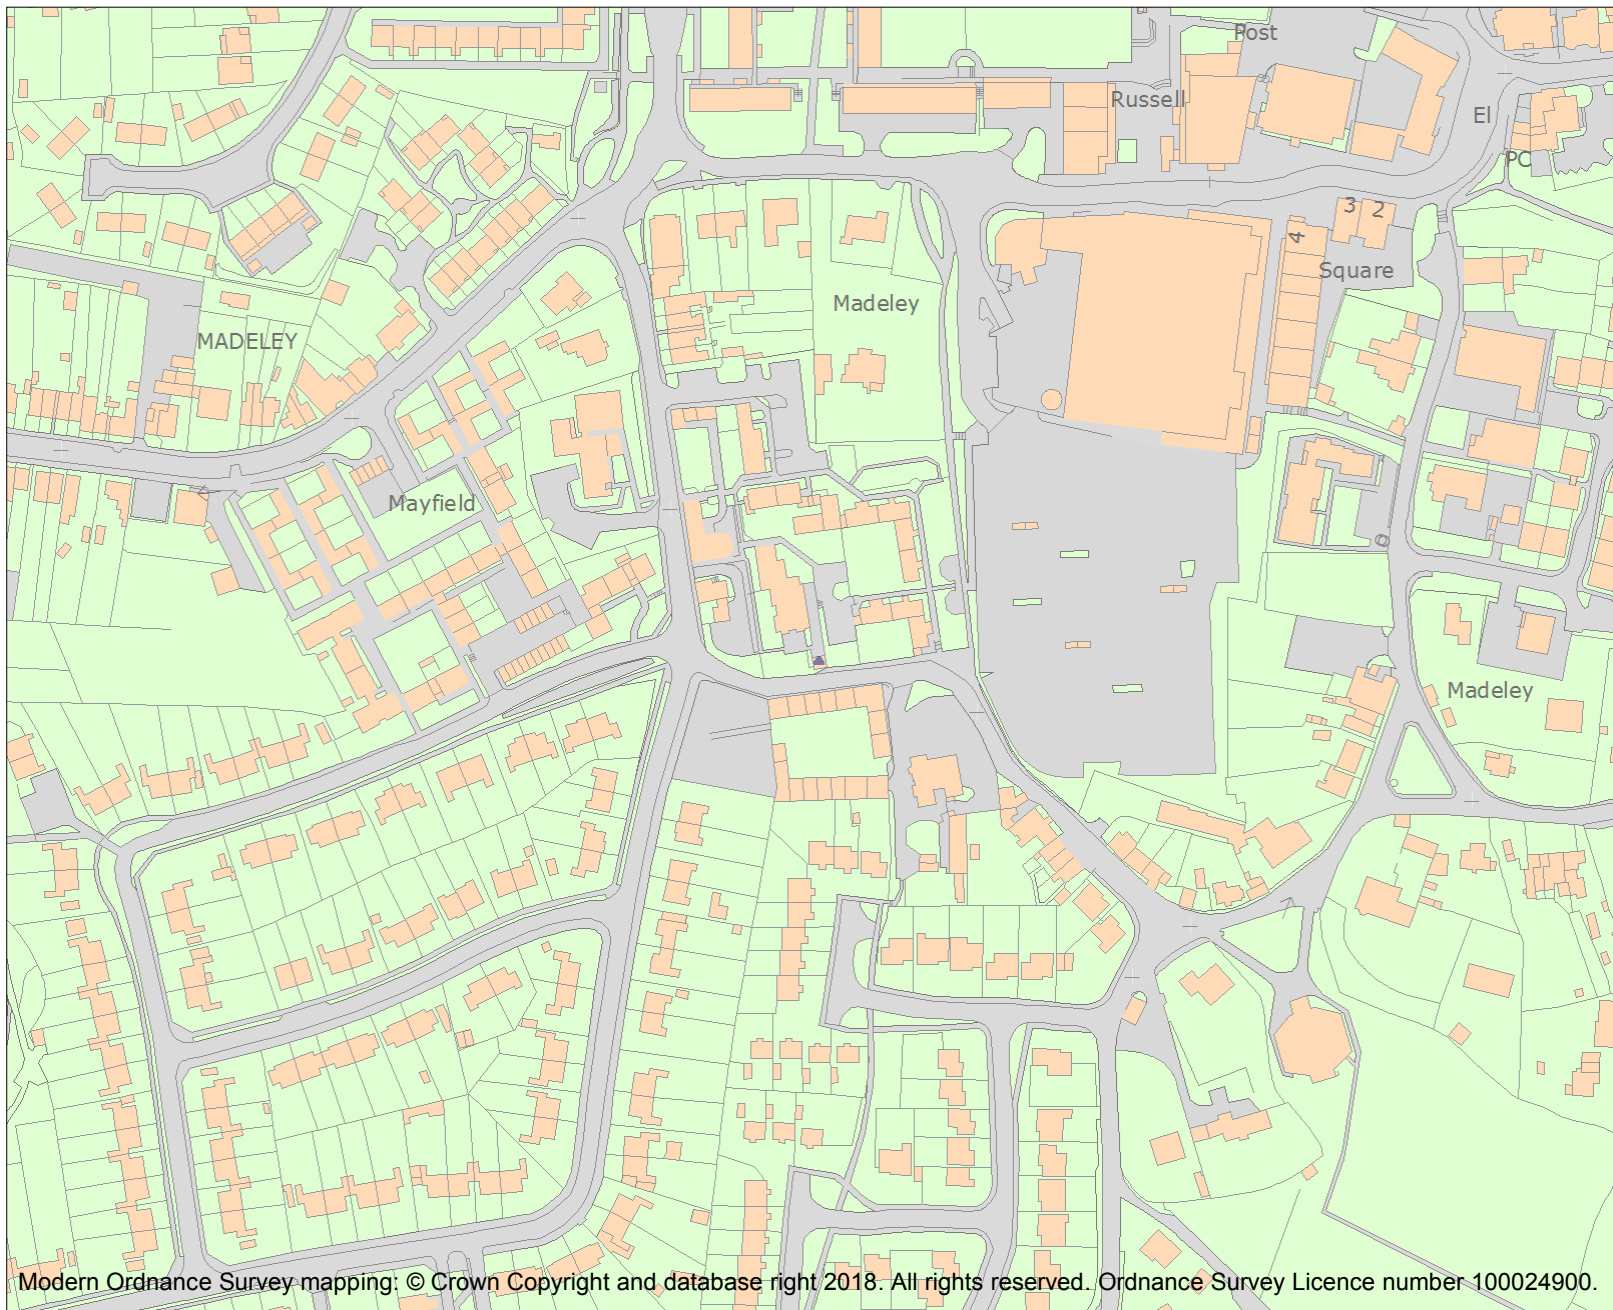 Post
Russell
El
PC
3 2
4
Square
Madeley
MADELEY
Mayfield
Madeley
Modern Ordnance Survey mapping: © Crown Copyright and database right 2018. All rights reserved. Ordnance Survey Licence number 100024900.